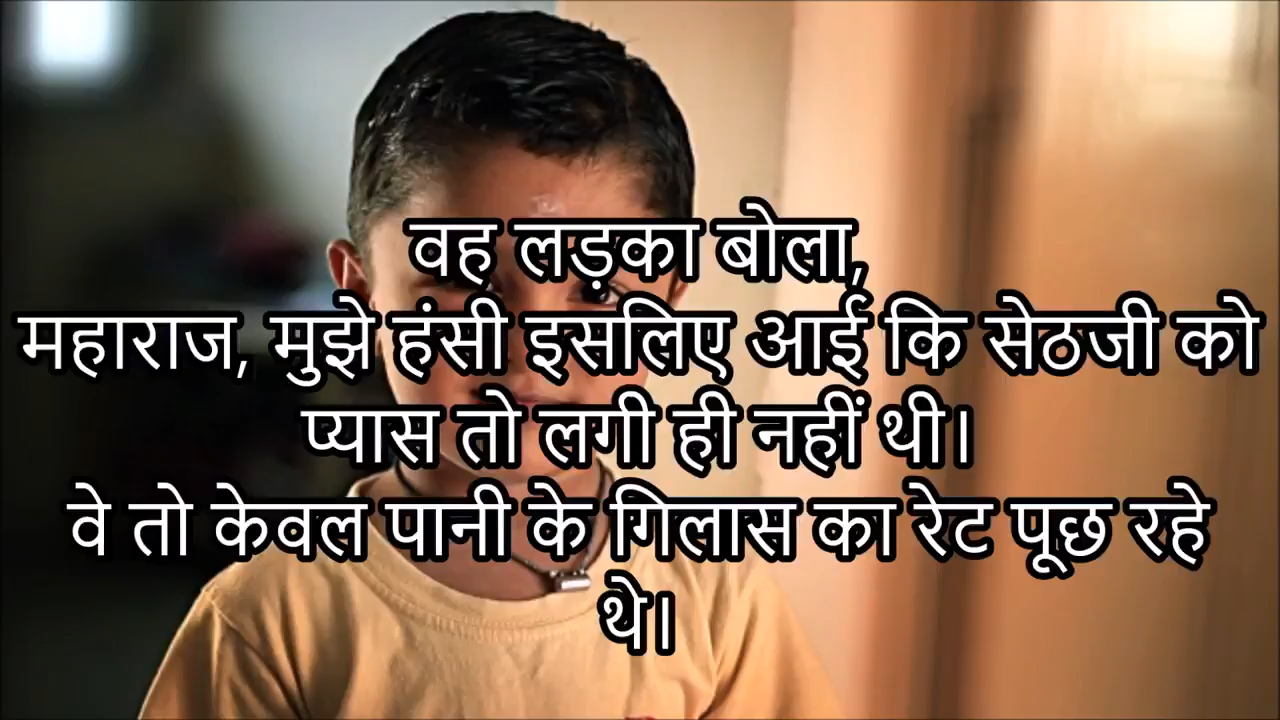 वह लड़का बोला,
महाराज, मुझे हंसी इसलिए आई कि सेठजी को
प्यास तो लगी ही नहीं थी।
वे तो केवल पानी के गिलास का रेट पूछ रहे
थे।